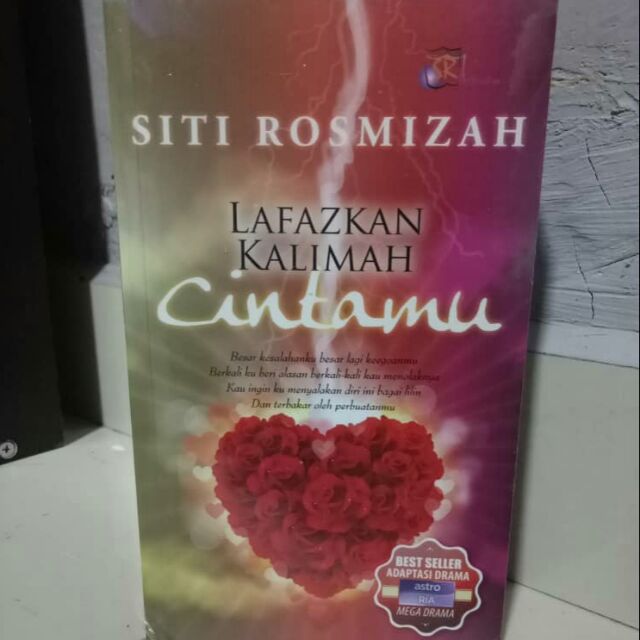 SR
SITI ROSMIZAH
LAFAZKAN
KALIMAH
Cintamu
Besar kesalahanku besar lagi keegoanmu
Berkali ku beri alasan berkali-kali kau menolaknya
Kau ingin ku menyalakan diri ini bagai lilin
Dan terbakar oleh perbuatanmu
BEST SELLER
ADAPTASI DRAMA
astro
RIA
MEGA DRAMA